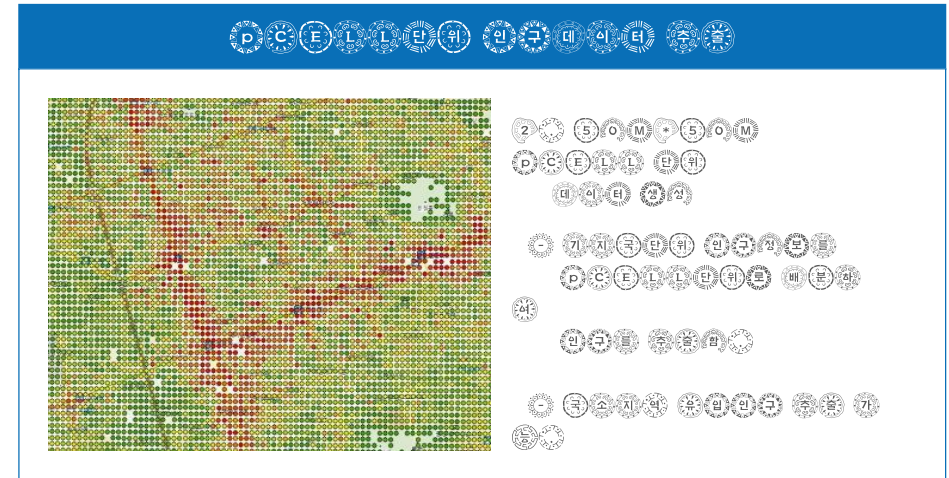 pCELL단위 인구데이터 추출
2. 50M*50M
pCELL 단위
데이터 생성
- 기지국단위 인구정보를
pCELL단위로 배분하
여
인구를 추출함.
- 국소지역 유입인구 추출 가
능.